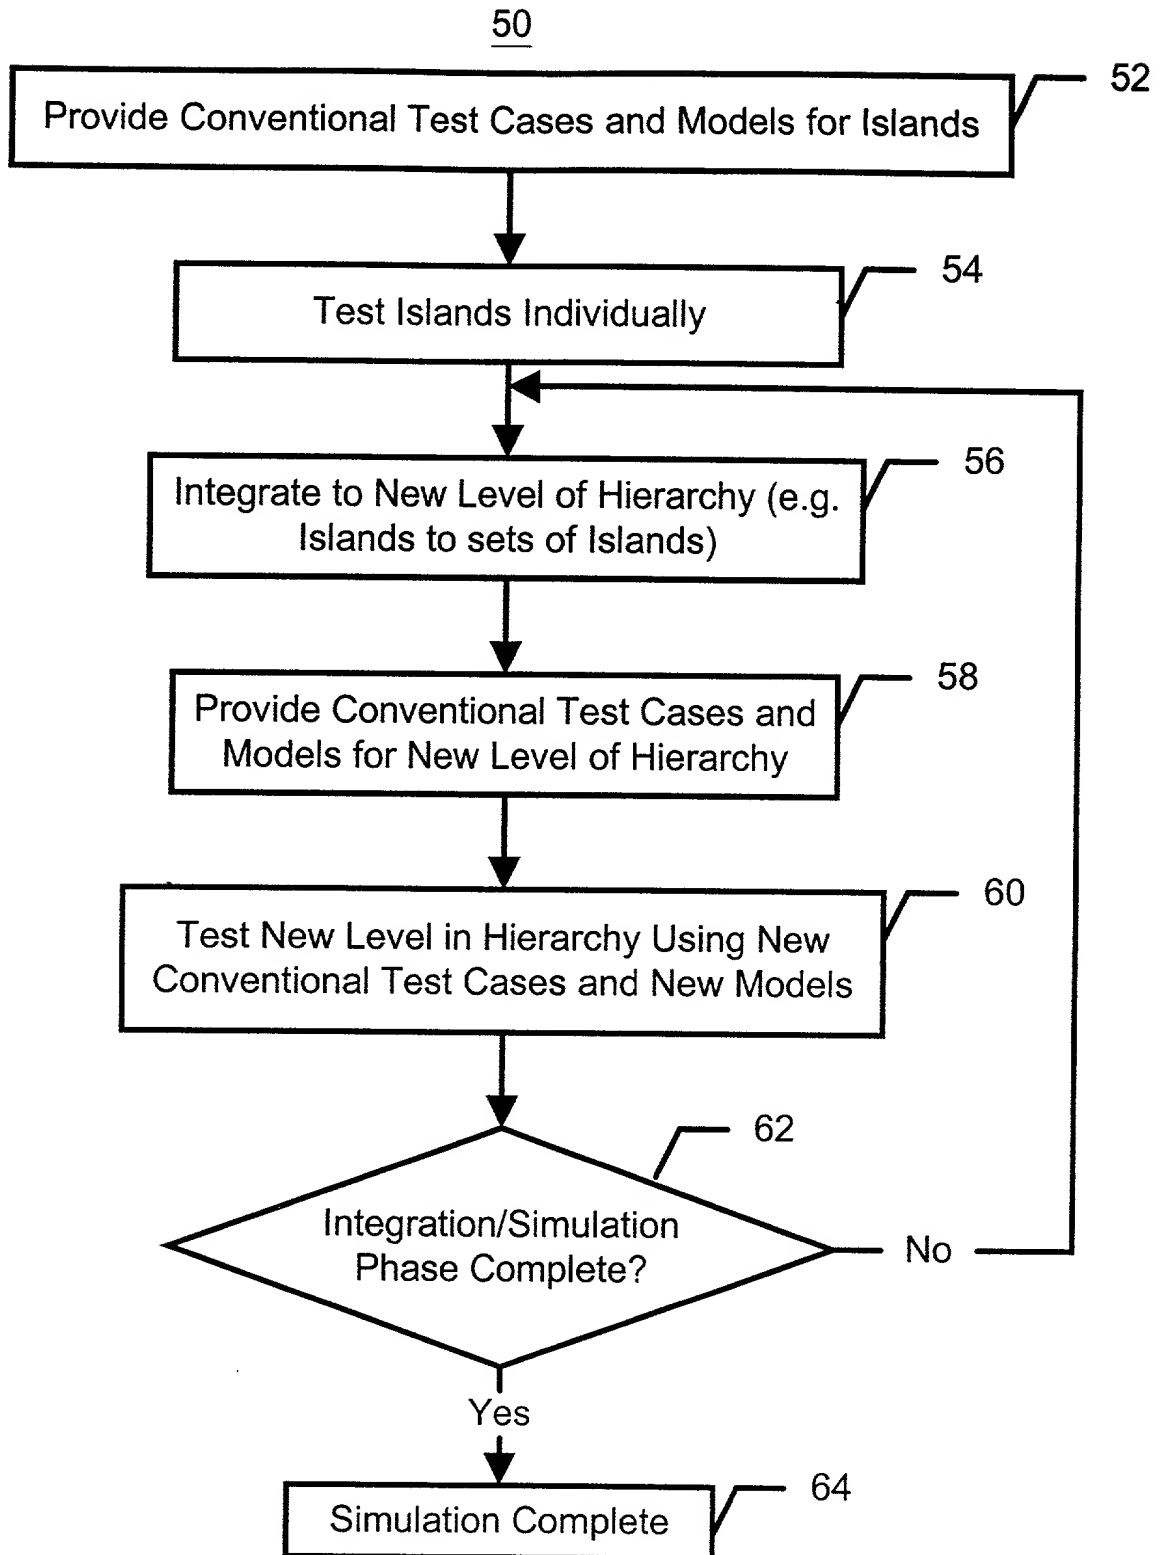 50
52
Provide Conventional Test Cases and Models for Islands
54
Test Islands Individually
56
Integrate to New Level of Hierarchy (e.g.
Islands to sets of Islands)
58
Provide Conventional Test Cases and
Models for New Level of Hierarchy
60
Test New Level in Hierarchy Using New
Conventional Test Cases and New Models
62
Integration/Simulation
Phase Complete?
No
Yes
64
Simulation Complete